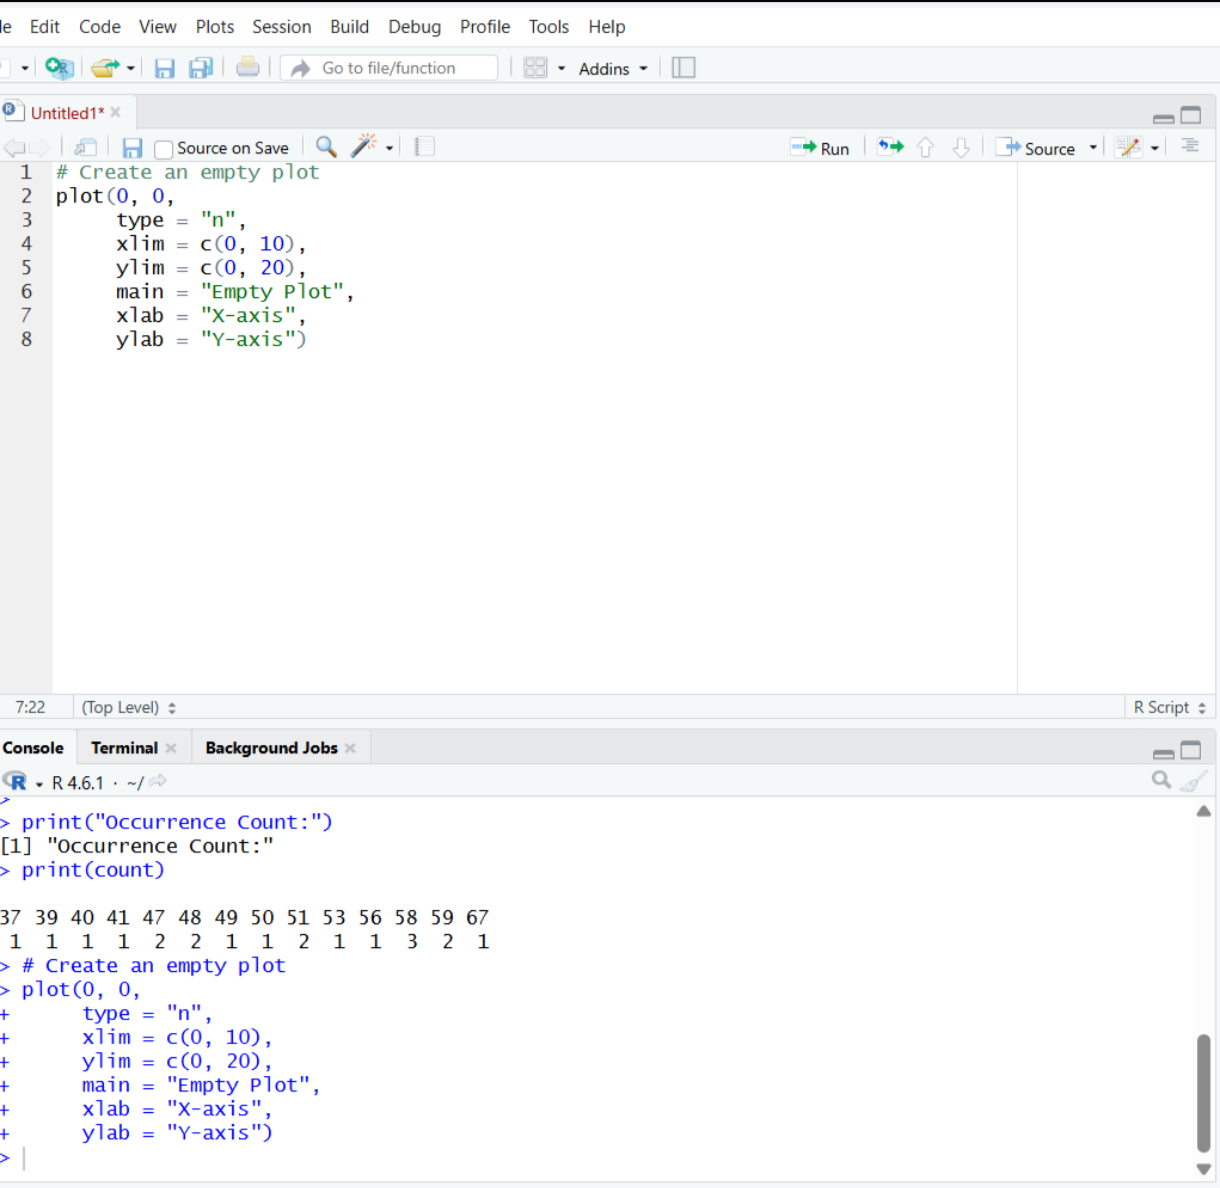 le Edit Code View Plots Session Build Debug Profile Tools Help
Go to file/function Addins
Untitled1*
Source on Save Run Source
1 # Create an empty plot
2 plot(0, 0,
3 type = "n",
4 xlim = c(0, 10),
5 ylim = c(0, 20),
6 main = "Empty Plot",
7 xlab = "X-axis",
8 ylab = "Y-axis")
7:22 (Top Level) R Script
Console Terminal Background Jobs
R 4.6.1 · ~/
>
> print("Occurrence Count:")
[1] "Occurrence Count:"
> print(count)
37 39 40 41 47 48 49 50 51 53 56 58 59 67
1 1 1 1 2 2 1 1 2 1 1 3 2 1
> # Create an empty plot
> plot(0, 0,
+ type = "n",
+ xlim = c(0, 10),
+ ylim = c(0, 20),
+ main = "Empty Plot",
+ xlab = "X-axis",
+ ylab = "Y-axis")
>